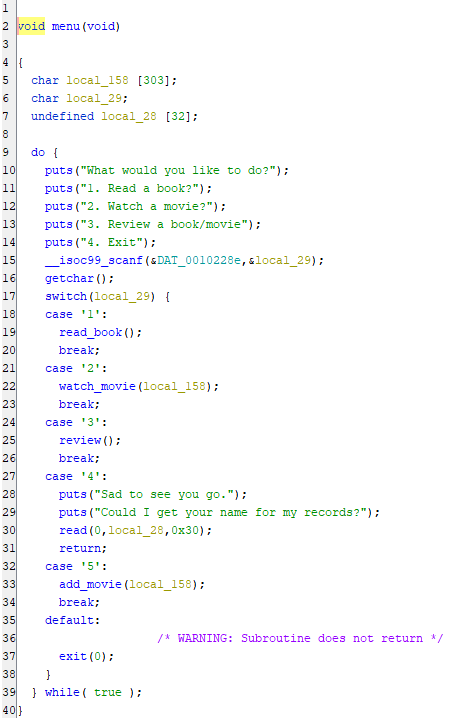 1
2 void menu(void)
3
4 {
5   char local_158 [303];
6   char local_29;
7   undefined local_28 [32];
8
9   do {
10     puts("What would you like to do?");
11     puts("1. Read a book?");
12     puts("2. Watch a movie?");
13     puts("3. Review a book/movie");
14     puts("4. Exit");
15     __isoc99_scanf(&DAT_0010228e,&local_29);
16     getchar();
17     switch(local_29) {
18     case '1':
19       read_book();
20       break;
21     case '2':
22       watch_movie(local_158);
23       break;
24     case '3':
25       review();
26       break;
27     case '4':
28       puts("Sad to see you go.");
29       puts("Could I get your name for my records?");
30       read(0,local_28,0x30);
31       return;
32     case '5':
33       add_movie(local_158);
34       break;
35     default:
36                     /* WARNING: Subroutine does not return */
37       exit(0);
38     }
39   } while( true );
40 }